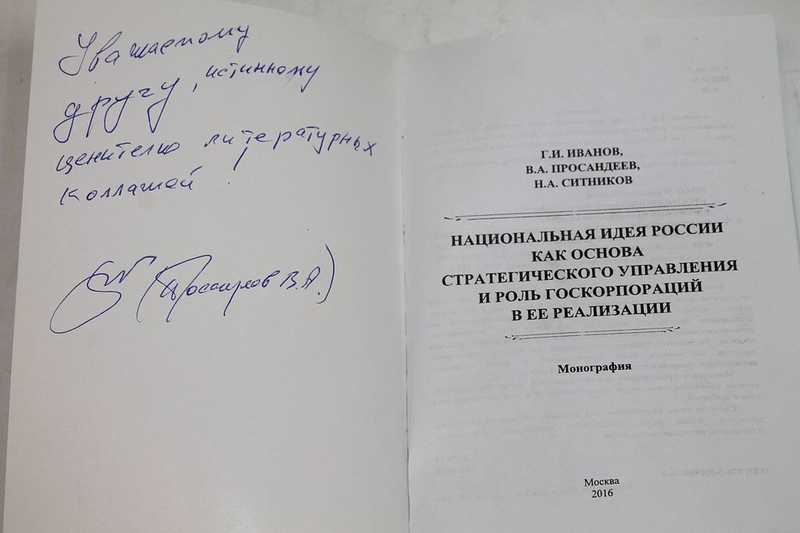 Уважаемому
другу, истинному
ценителю литературных
коллажей!
В.А.)
Г.И. ИВАНОВ,
В.А. ПРОСАНДЕЕВ,
Н.А. СИТНИКОВ
НАЦИОНАЛЬНАЯ ИДЕЯ РОССИИ
КАК ОСНОВА
СТРАТЕГИЧЕСКОГО УПРАВЛЕНИЯ
И РОЛЬ ГОСКОРПОРАЦИЙ
В ЕЕ РЕАЛИЗАЦИИ
Монография
Москва
2016